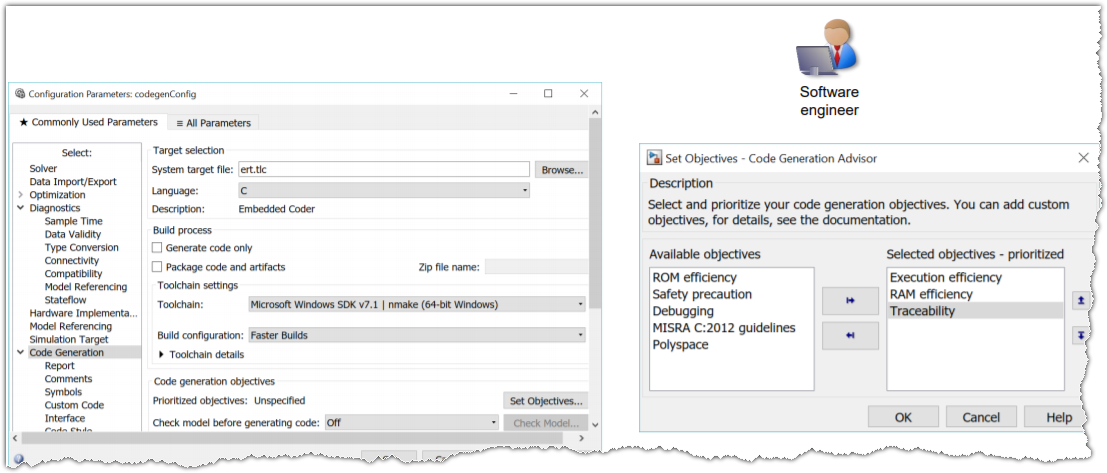 Software
engineer
Configuration Parameters: codegenConfig
★ Commonly Used Parameters
≡ All Parameters
Select:
Solver
Data Import/Export
Optimization
Diagnostics
Sample Time
Data Validity
Type Conversion
Connectivity
Compatibility
Model Referencing
Stateflow
Hardware Implementa...
Model Referencing
Simulation Target
Code Generation
Report
Comments
Symbols
Custom Code
Interface
Code Style
Target selection
System target file: ert.tlc Browse...
Language: C
Description: Embedded Coder
Build process
Generate code only
Package code and artifacts Zip file name:
Toolchain settings
Toolchain: Microsoft Windows SDK v7.1 | nmake (64-bit Windows)
Build configuration: Faster Builds
Toolchain details
Code generation objectives
Prioritized objectives: Unspecified Set Objectives...
Check model before generating code: Off Check Model...
Set Objectives - Code Generation Advisor
Description
Select and prioritize your code generation objectives. You can add custom
objectives, for details, see the documentation.
Available objectives
ROM efficiency
Safety precaution
Debugging
MISRA C:2012 guidelines
Polyspace
Selected objectives - prioritized
Execution efficiency
RAM efficiency
Traceability
OK Cancel Help